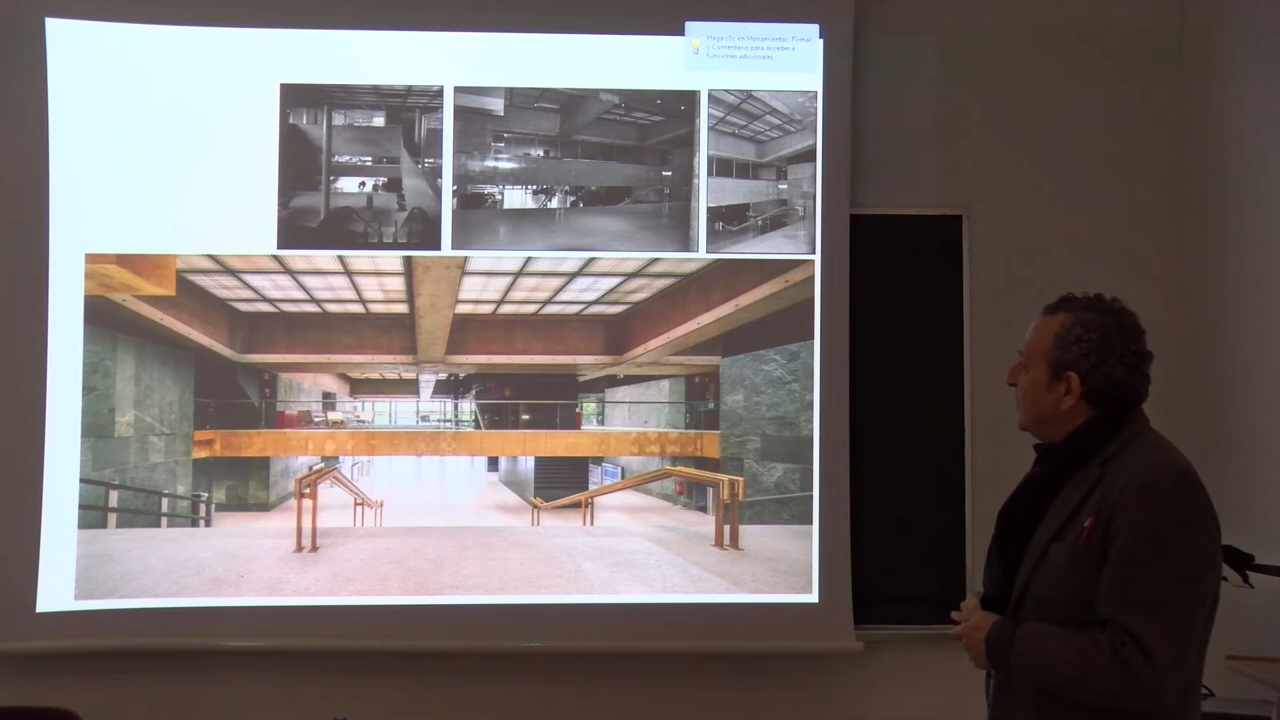 Haga clic en Herramientas, Firmar
y Comentario para acceder a
funciones adicionales.